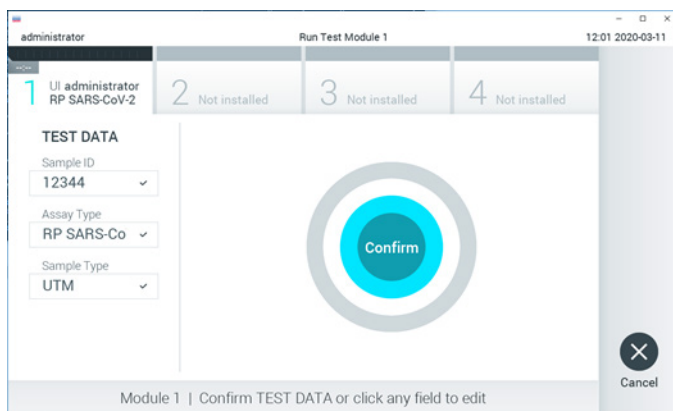 administrator
Run Test Module 1
12:01 2020-03-11
--:--
1 UI administrator
RP SARS-CoV-2
2 Not installed
3 Not installed
4 Not installed
TEST DATA
Sample ID
12344
Assay Type
RP SARS-Co
Sample Type
UTM
Confirm
Cancel
Module 1 | Confirm TEST DATA or click any field to edit